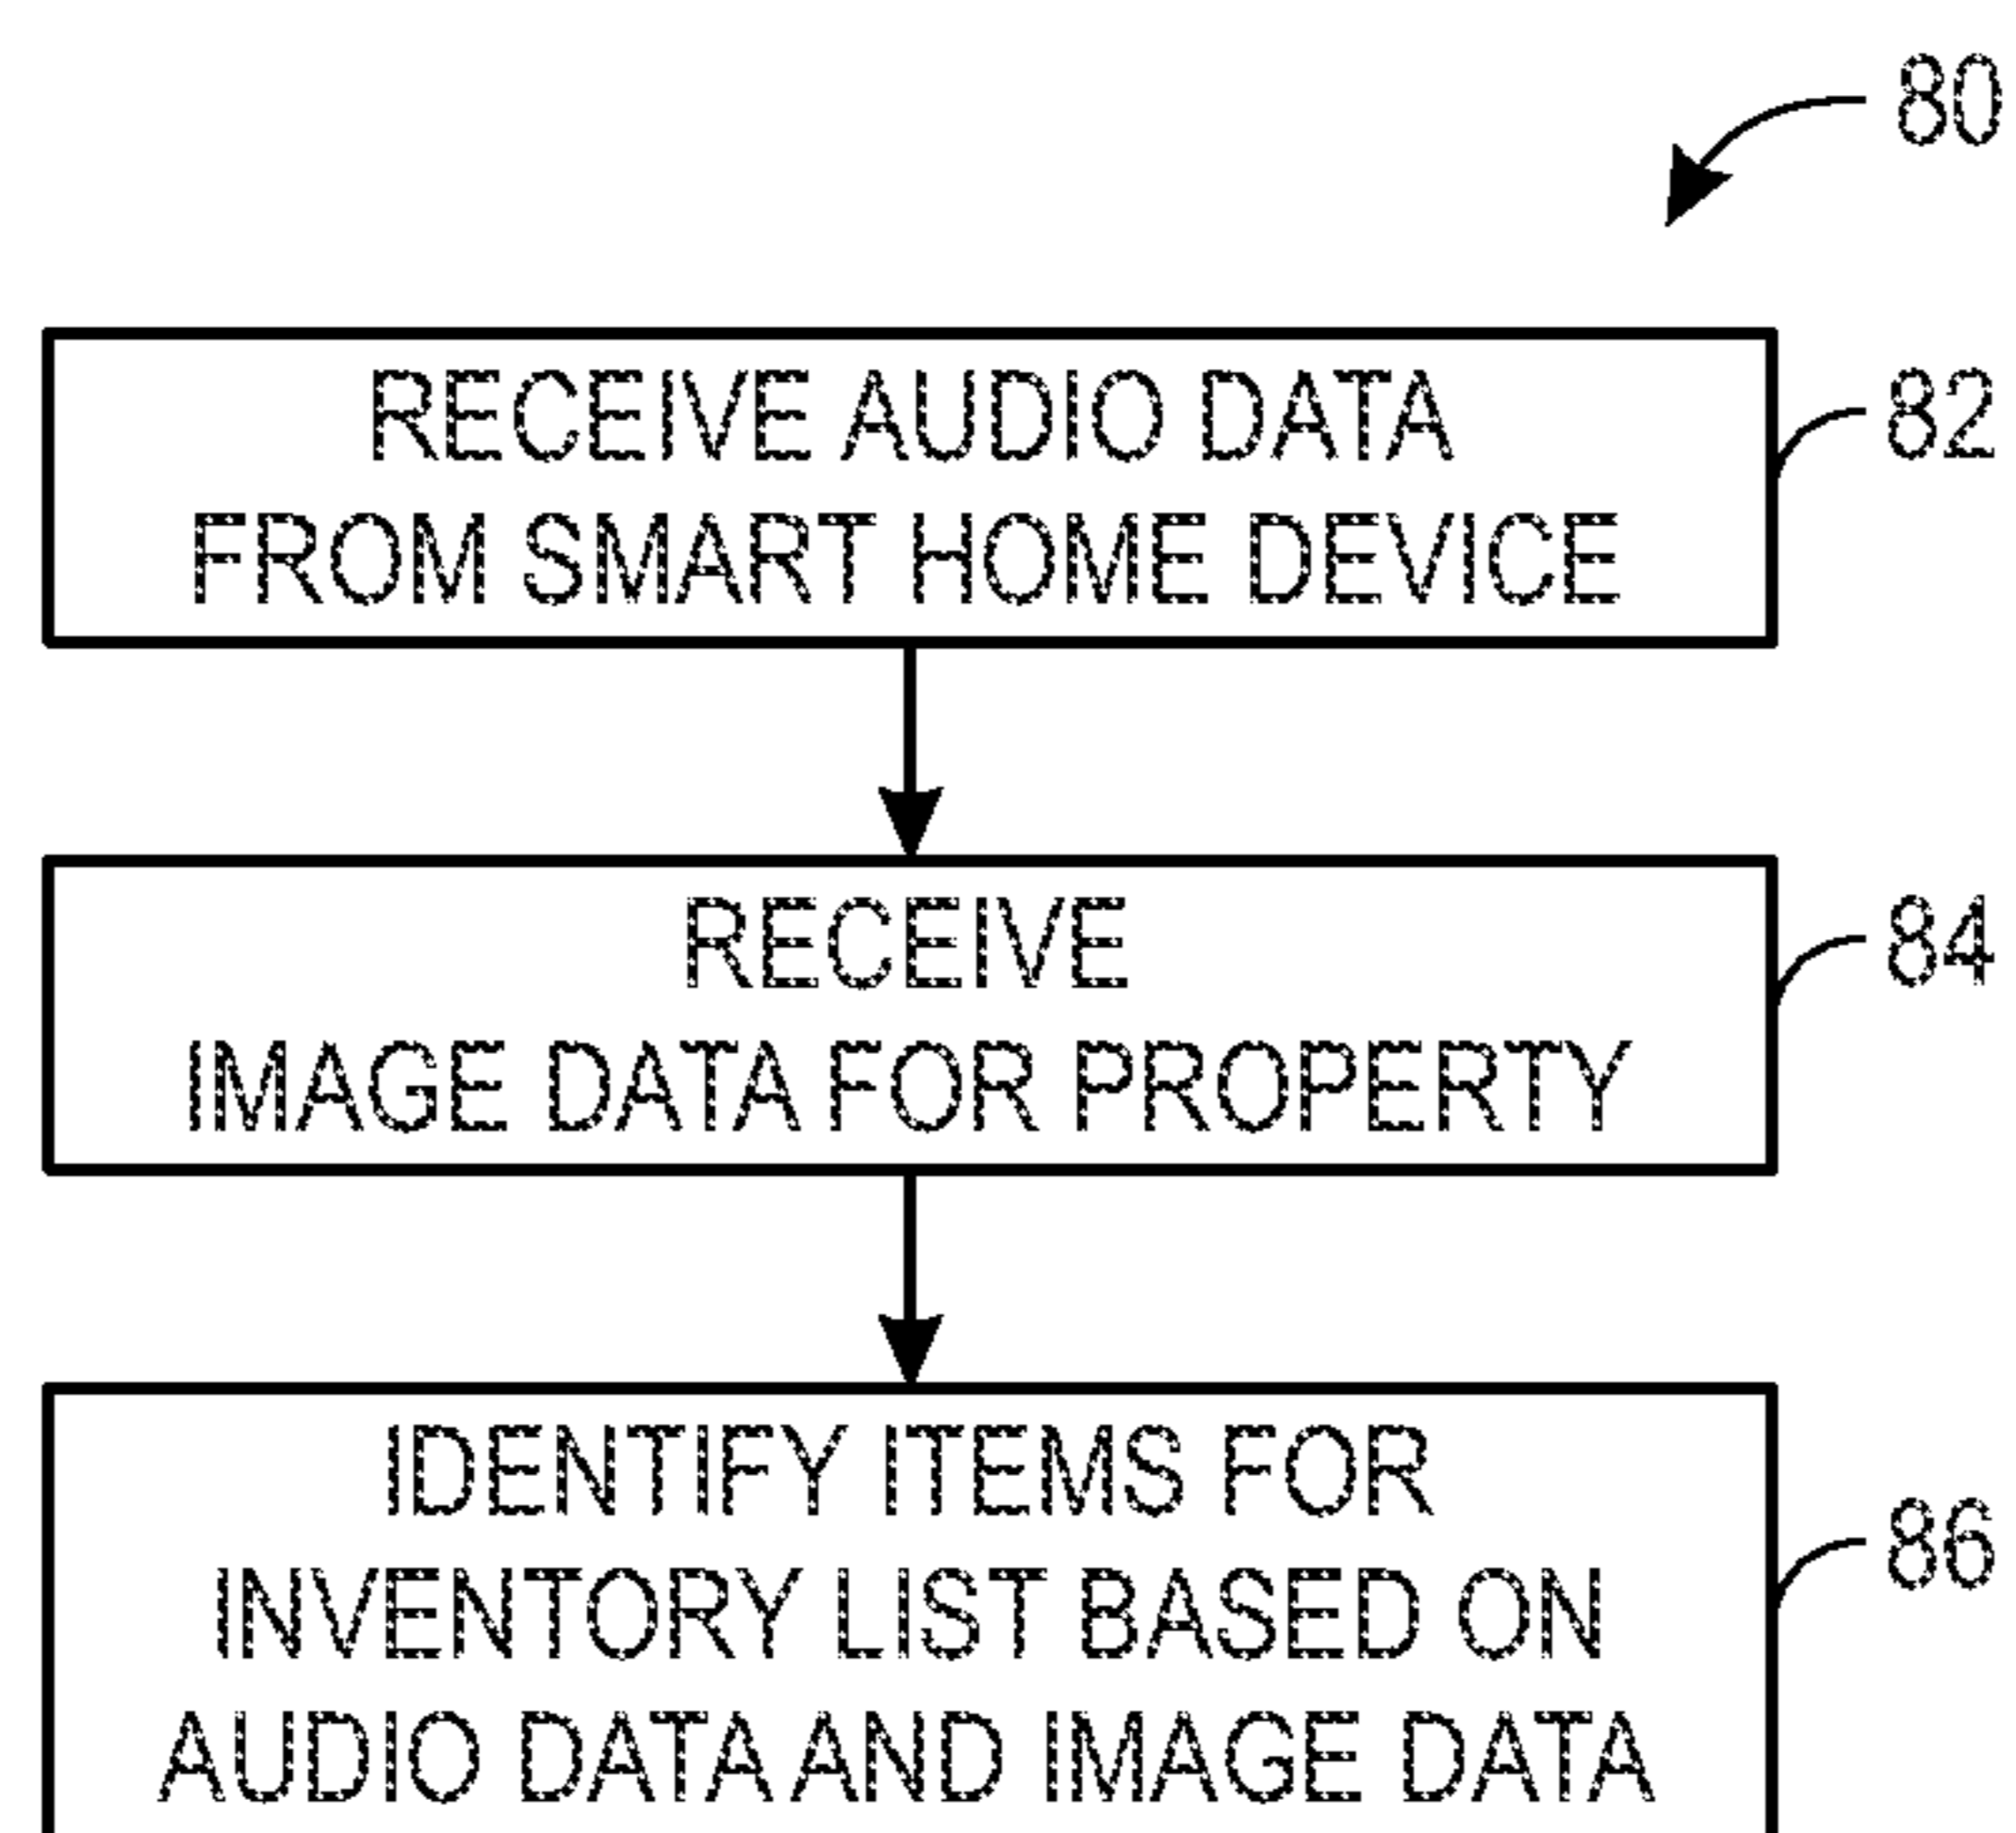 80
RECEIVE AUDIO DATA
FROM SMART HOME DEVICE
82
RECEIVE
IMAGE DATA FOR PROPERTY
84
IDENTIFY ITEMS FOR
INVENTORY LIST BASED ON
AUDIO DATA AND IMAGE DATA
86